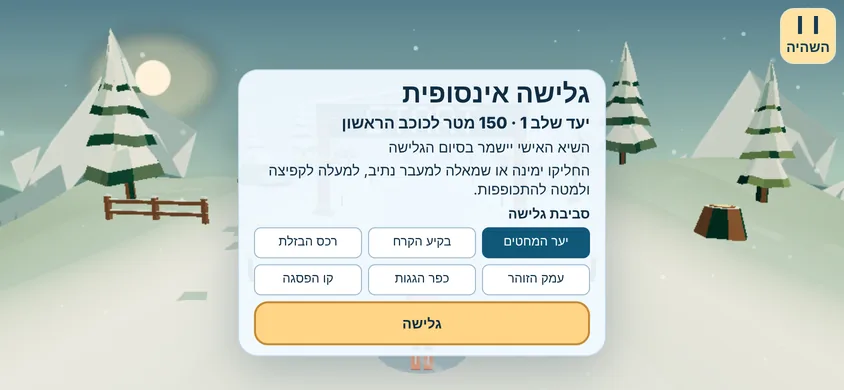 השהיה
גלישה אינסופית
יעד שלב 1 · 150 מטר לכוכב הראשון
השיא האישי יישמר בסיום הגלישה
החליקו ימינה או שמאלה למעבר נתיב, למעלה לקפיצה
ולמטה להתכופפות.
סביבת גלישה
יער המחטים
בקיע הקרח
רכס הבזלת
עמק הזוהר
כפר הגגות
קו הפסגה
גלישה